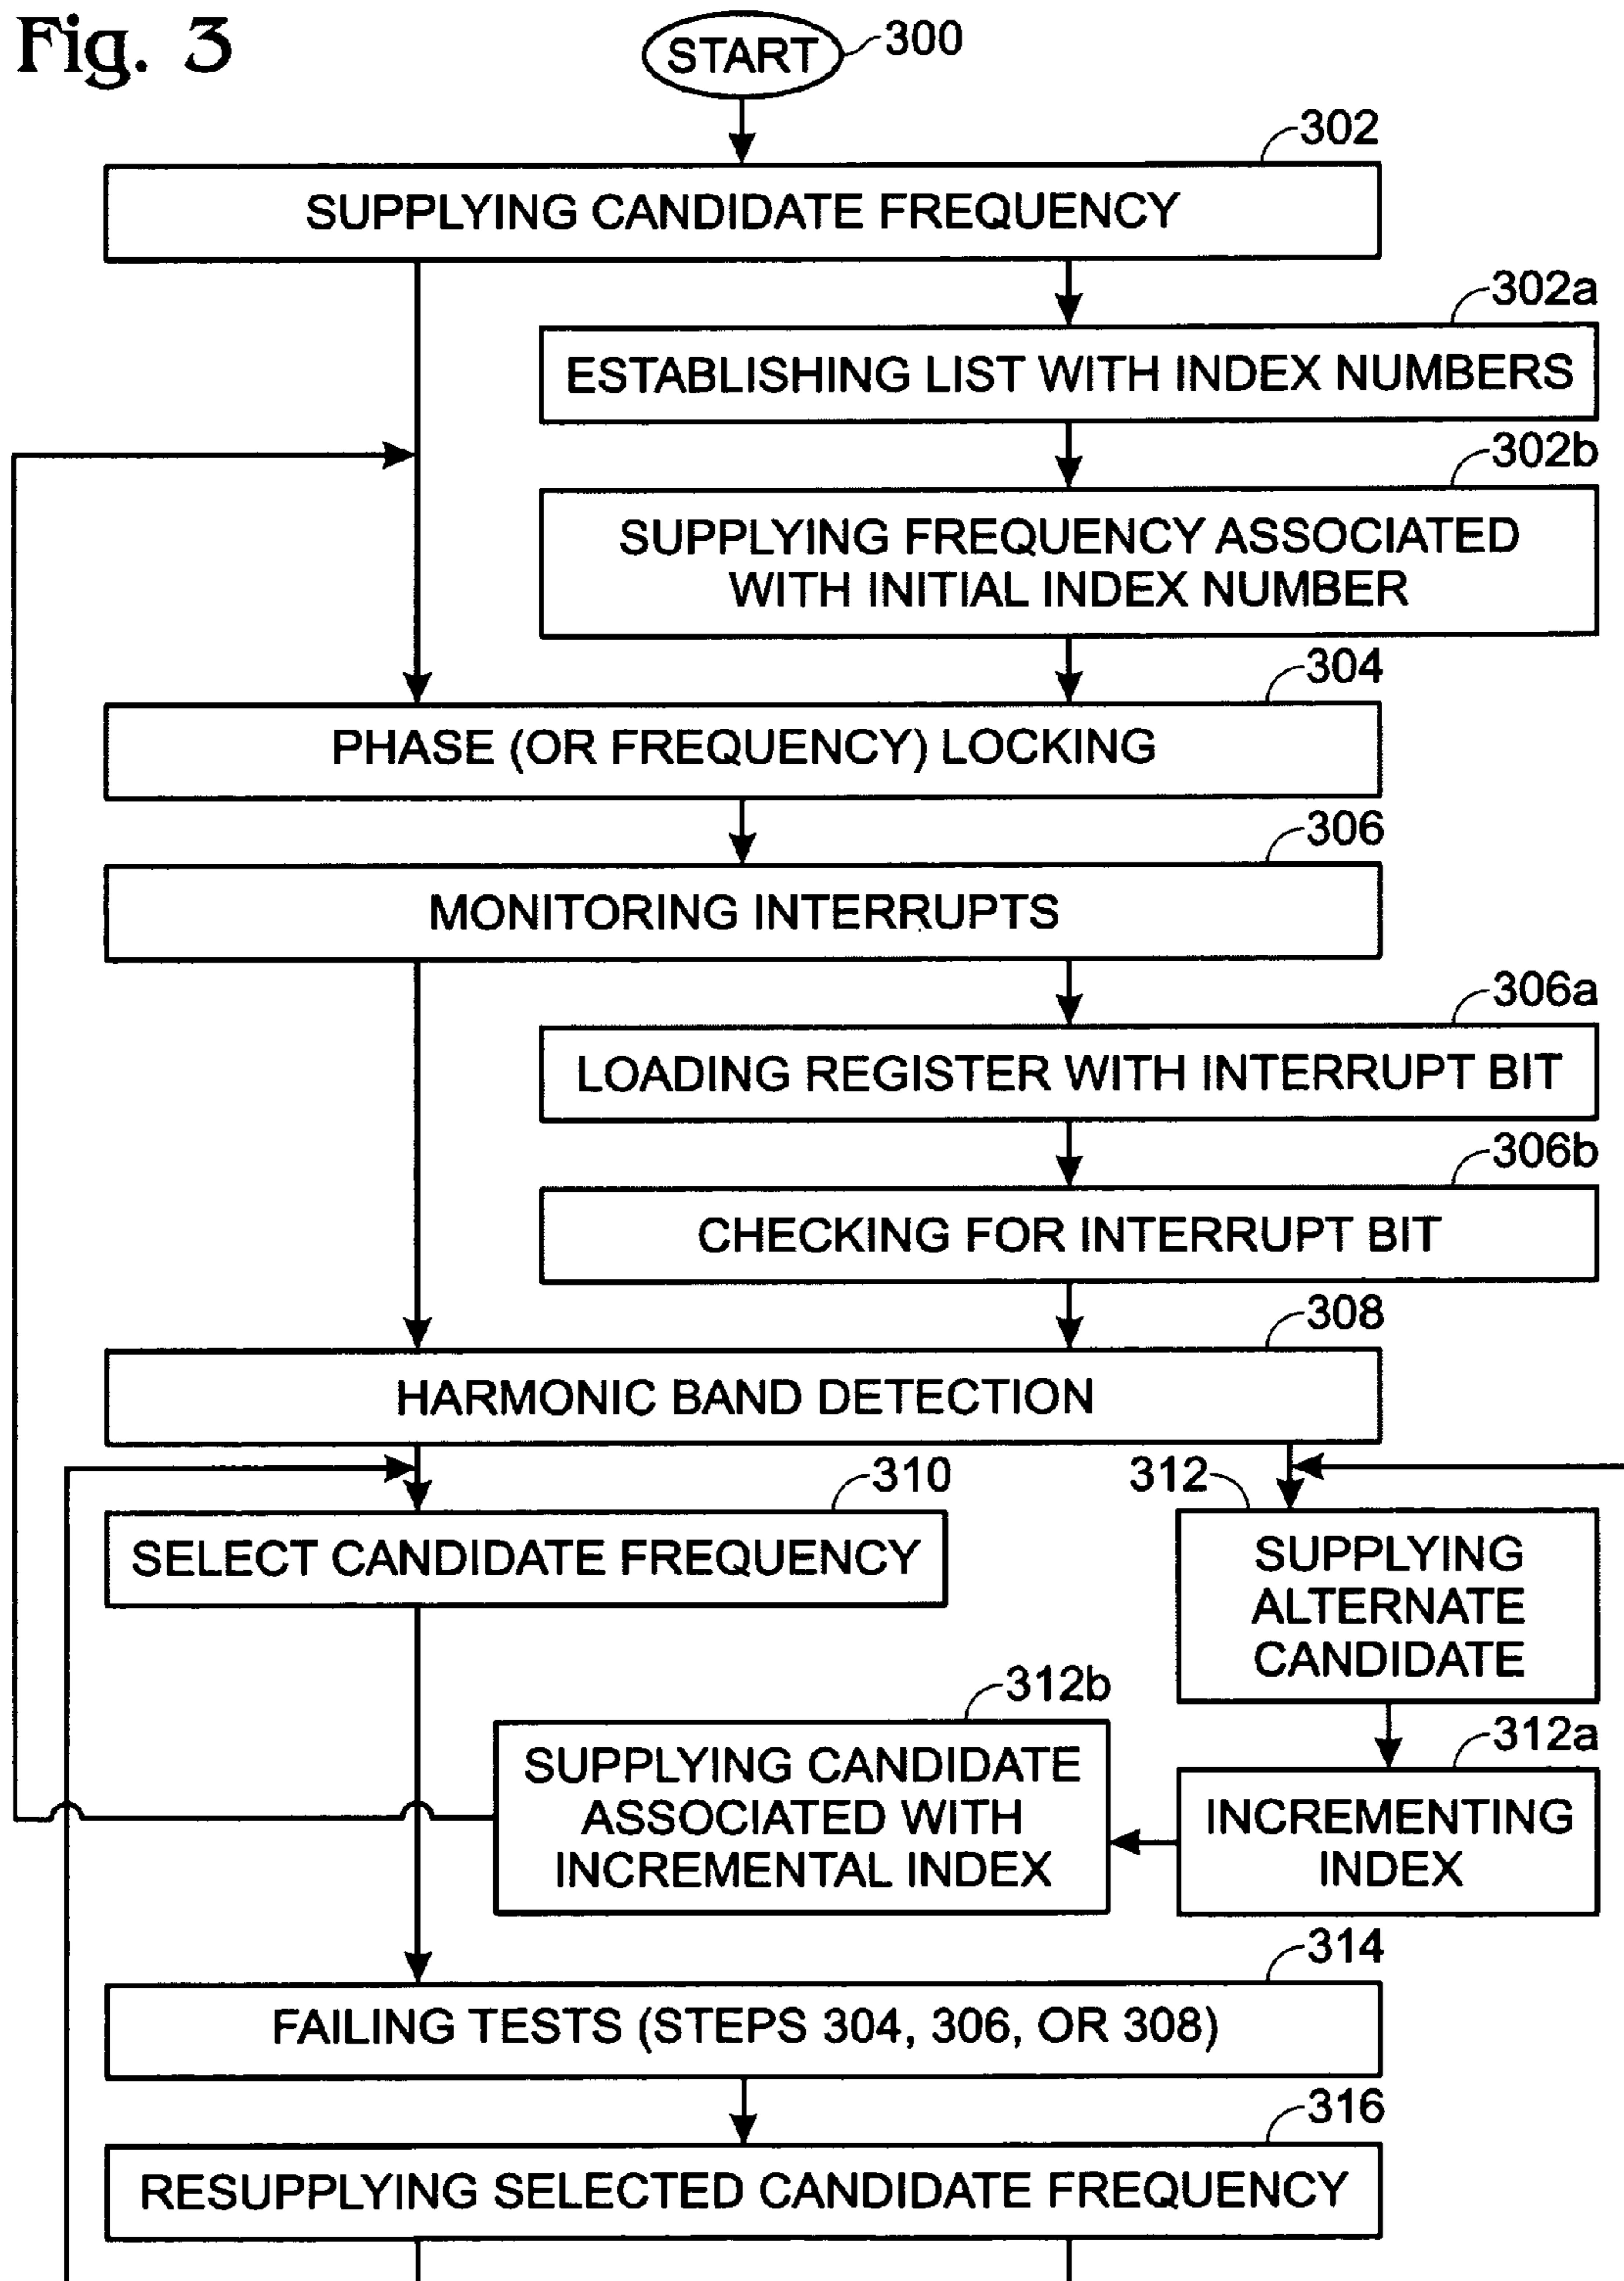 Fig. 3
START
300
302
SUPPLYING CANDIDATE FREQUENCY
302a
ESTABLISHING LIST WITH INDEX NUMBERS
302b
SUPPLYING FREQUENCY ASSOCIATED
WITH INITIAL INDEX NUMBER
304
PHASE (OR FREQUENCY) LOCKING
306
MONITORING INTERRUPTS
306a
LOADING REGISTER WITH INTERRUPT BIT
306b
CHECKING FOR INTERRUPT BIT
308
HARMONIC BAND DETECTION
310
SELECT CANDIDATE FREQUENCY
312
SUPPLYING
ALTERNATE
CANDIDATE
312a
INCREMENTING
INDEX
312b
SUPPLYING CANDIDATE
ASSOCIATED WITH
INCREMENTAL INDEX
314
FAILING TESTS (STEPS 304, 306, OR 308)
316
RESUPPLYING SELECTED CANDIDATE FREQUENCY